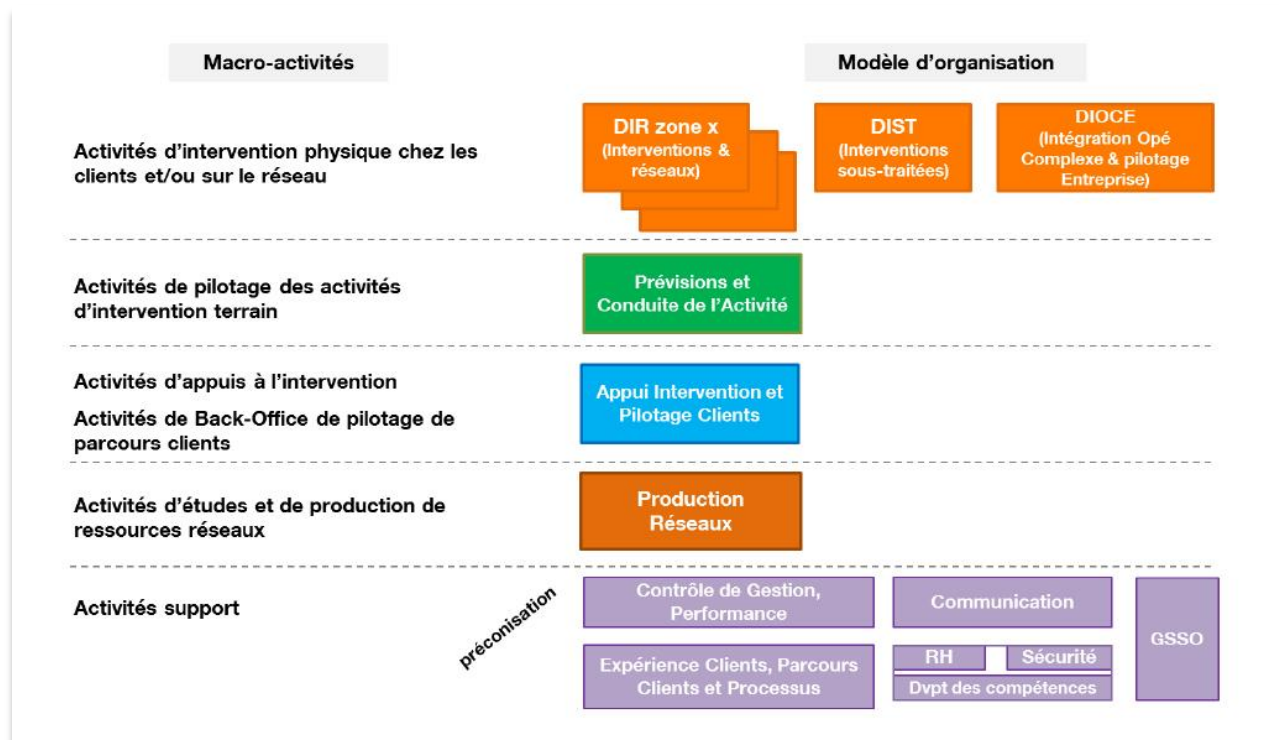 Macro-activités
Modèle d'organisation
Activités d'intervention physique chez les
clients et/ou sur le réseau
DIR zone x
(Interventions &
réseaux)
DIST
(Interventions
sous-traitées)
DIOCE
(Intégration Opé
Complexe & pilotage
Entreprise)
Activités de pilotage des activités
d'intervention terrain
Prévisions et
Conduite de l'Activité
Activités d'appuis à l'intervention
Activités de Back-Office de pilotage de
parcours clients
Appui Intervention et
Pilotage Clients
Activités d'études et de production de
ressources réseaux
Production
Réseaux
Activités support
préconisation
Contrôle de Gestion,
Performance
Communication
GSSO
Expérience Clients, Parcours
Clients et Processus
RH
Sécurité
Dvpt des compétences